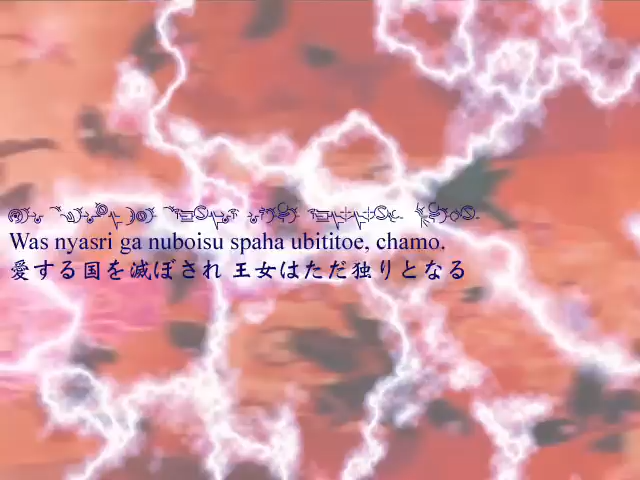 Was nyasri ga nuboisu spaha ubititoe, chamo.
愛する国を滅ぼされ 王女はただ独りとなる